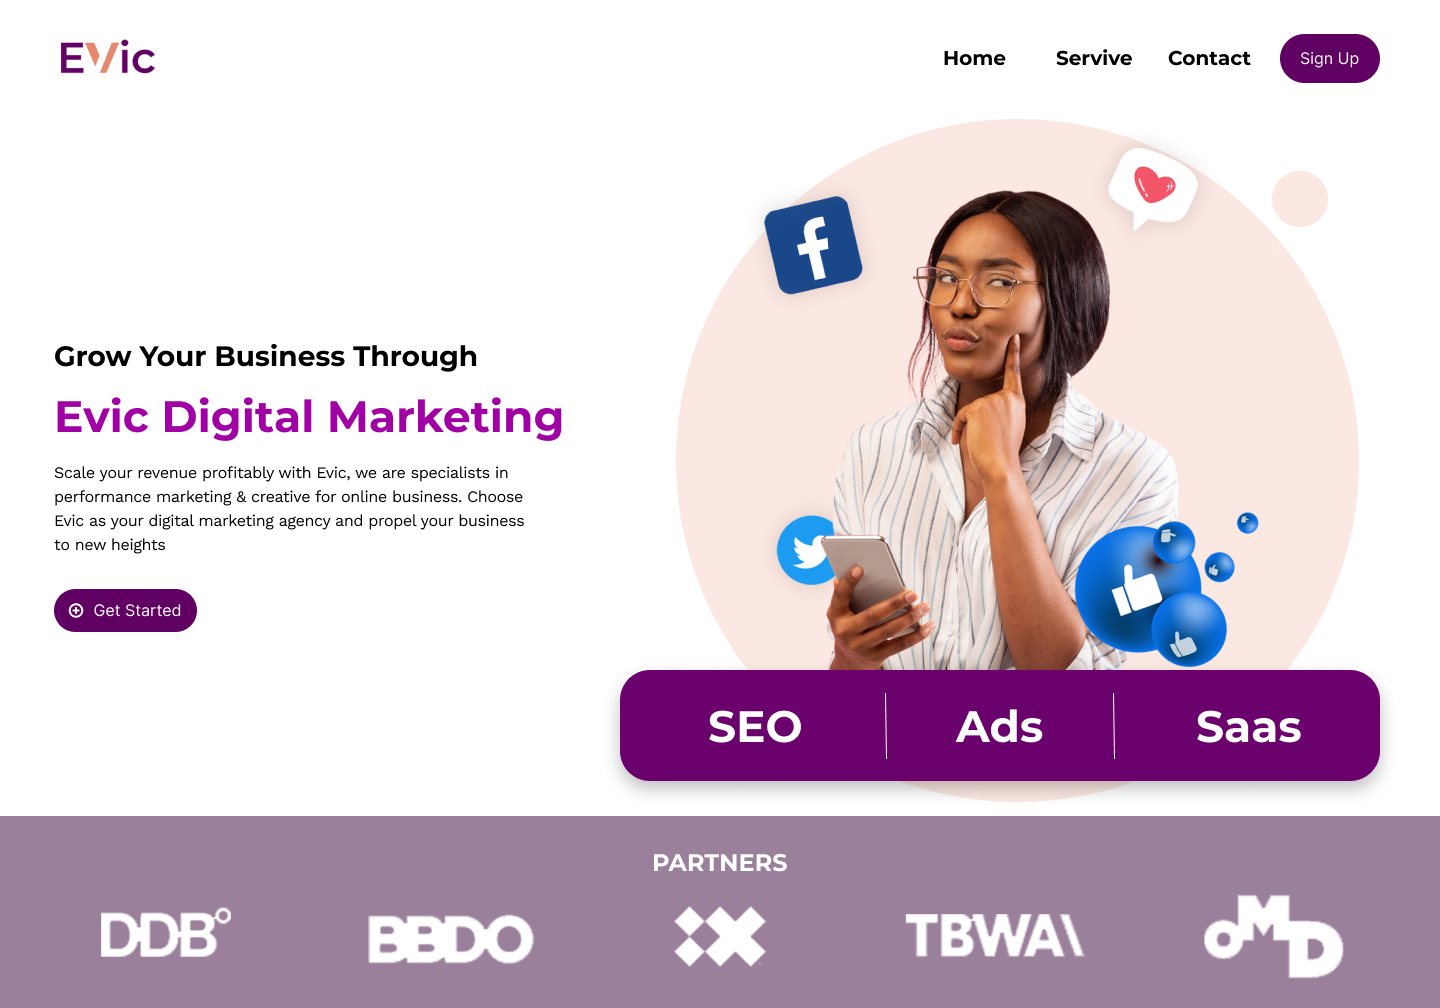 Evic
Home Servive Contact Sign Up
Grow Your Business Through
Evic Digital Marketing
Scale your revenue profitably with Evic, we are specialists in
performance marketing & creative for online business. Choose
Evic as your digital marketing agency and propel your business
to new heights
Get Started
SEO Ads Saas
PARTNERS
DDB BBDO TBWA\ OMD